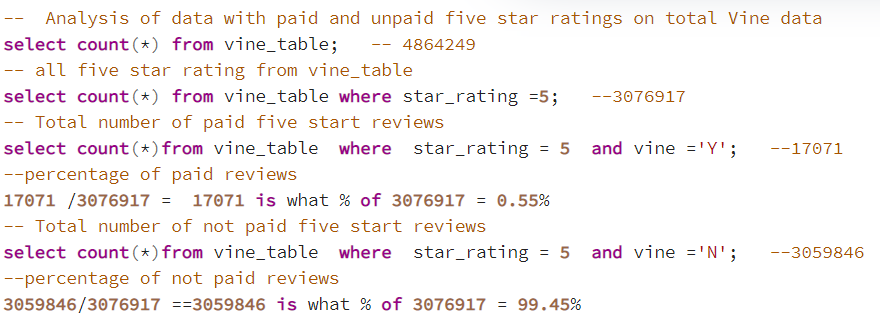 --  Analysis of data with paid and unpaid five star ratings on total Vine data
select count(*) from vine_table;   -- 4864249
-- all five star rating from vine_table
select count(*) from vine_table where star_rating =5;   --3076917
-- Total number of paid five start reviews
select count(*)from vine_table  where  star_rating = 5  and vine ='Y';   --17071
--percentage of paid reviews
17071 /3076917 =  17071 is what % of 3076917 = 0.55%
-- Total number of not paid five start reviews
select count(*)from vine_table  where  star_rating = 5  and vine ='N';   --3059846
--percentage of not paid reviews
3059846/3076917 ==3059846 is what % of 3076917 = 99.45%